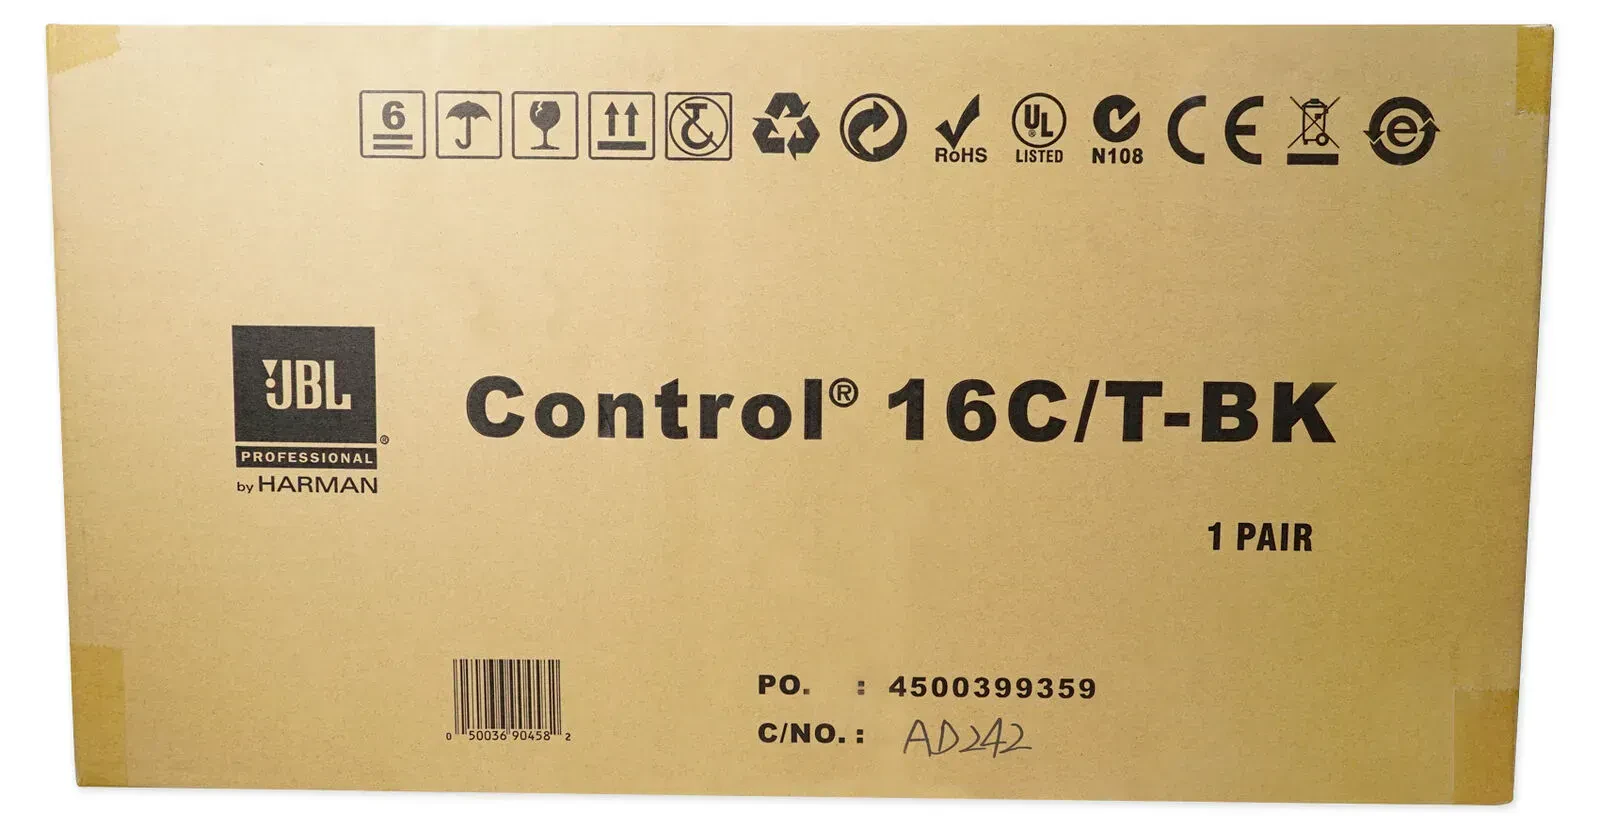 6
RoHS
UL
®
LISTED
N108
CE
e
JBL
®
PROFESSIONAL
by HARMAN
Control® 16C/T-BK
1 PAIR
0 50036 90458 2
PO. : 4500399359
C/NO. : AD242